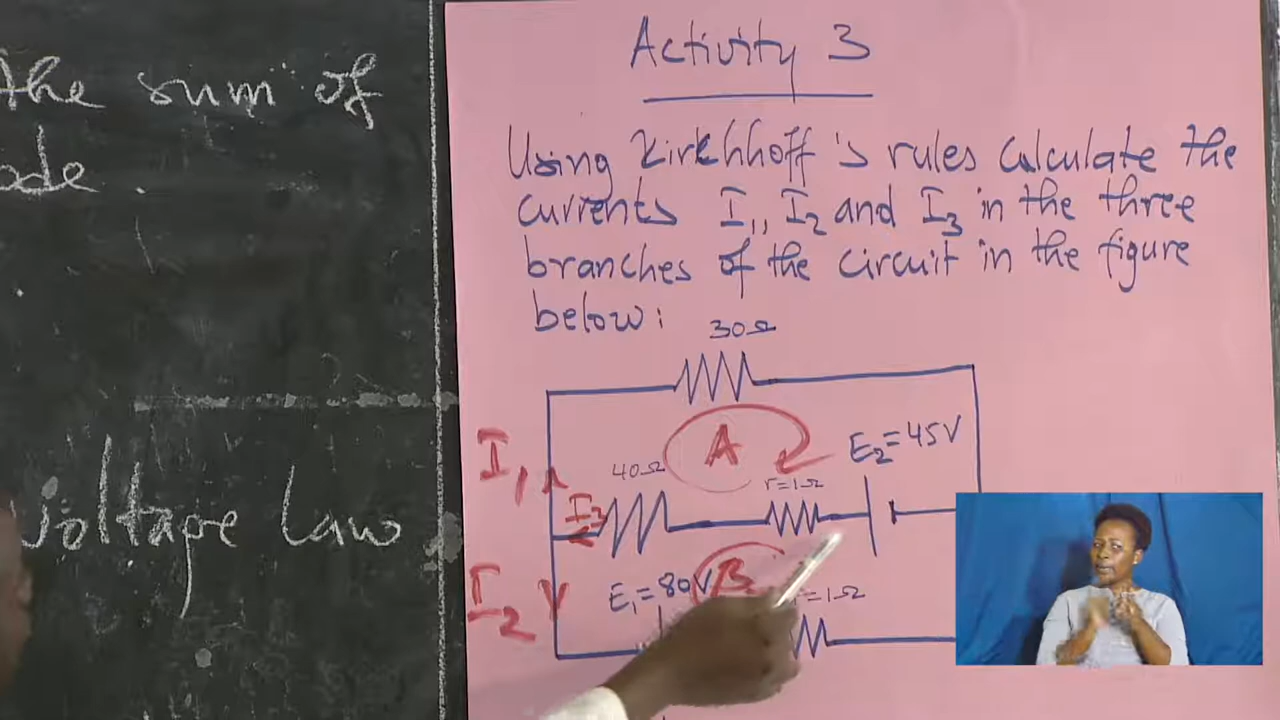 the sum of
ode.
Voltage law
Activity 3
Using Kirkhhoff's rules calculate the
currents I1, I2 and I3 in the three
branches of the circuit in the figure
below:
30Ω
A
E2=45V
I1
40Ω
r=1Ω
I3
I2
E1=80V
B
=1Ω